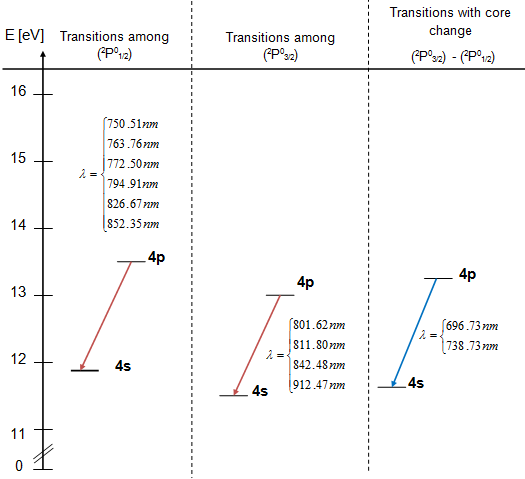 E [eV]
Transitions among
(²P⁰₁/₂)
Transitions among
(²P⁰₃/₂)
Transitions with core
change
(²P⁰₃/₂) - (²P⁰₁/₂)
16
15
14
13
12
11
0
λ =
750.51nm
763.76nm
772.50nm
794.91nm
826.67nm
852.35nm
4p
4s
4p
λ =
801.62nm
811.80nm
842.48nm
912.47nm
4s
4p
λ =
696.73nm
738.73nm
4s